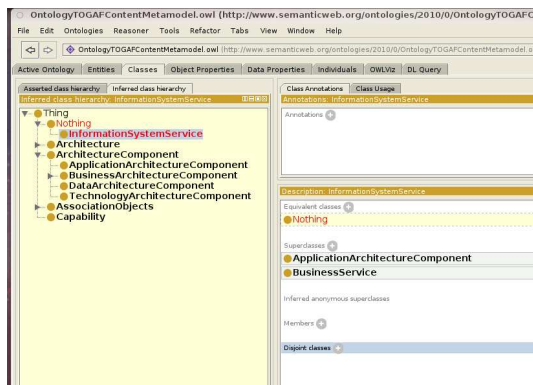 OntologyTOGAFContentMetamodel.owl (http://www.semanticweb.org/ontologies/2010/0/OntologyTOGAFC
File Edit Ontologies Reasoner Tools Refactor Tabs View Window Help
OntologyTOGAFContentMetamodel.owl (http://www.semanticweb.org/ontologies/2010/0/OntologyTOGAFContentMetamodel.o
Active Ontology Entities Classes Object Properties Data Properties Individuals OWLViz DL Query
Asserted class hierarchy Inferred class hierarchy
Inferred class hierarchy: InformationSystemService
Thing
Nothing
InformationSystemService
Architecture
ArchitectureComponent
ApplicationArchitectureComponent
BusinessArchitectureComponent
DataArchitectureComponent
TechnologyArchitectureComponent
AssociationObjects
Capability
Class Annotations Class Usage
Annotations: InformationSystemService
Annotations
Description: InformationSystemService
Equivalent classes
Nothing
Superclasses
ApplicationArchitectureComponent
BusinessService
Inferred anonymous superclasses
Members
Disjoint classes